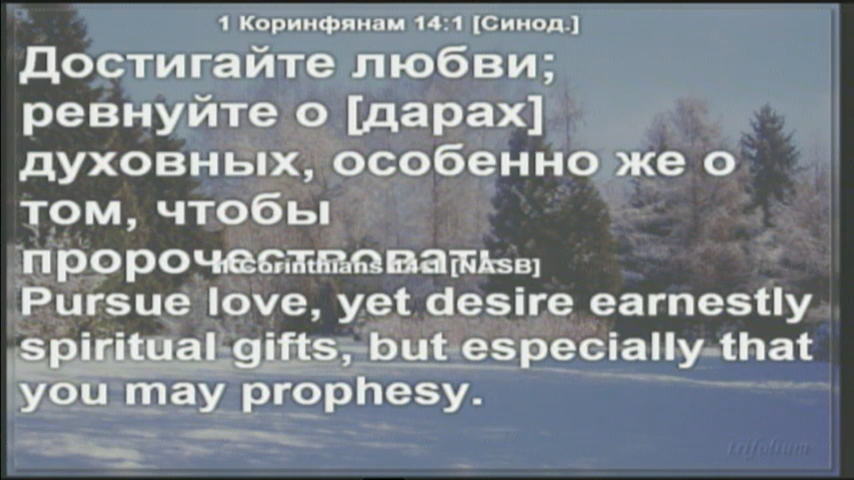 1 Коринфянам 14:1 [Синод.]
Достигайте любви;
ревнуйте о [дарах]
духовных, особенно же о
том, чтобы
пророчествовать
1 Corinthians 14:1 [NASB]
Pursue love, yet desire earnestly
spiritual gifts, but especially that
you may prophesy.
trifolium